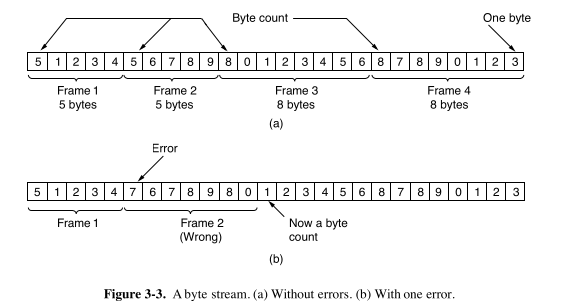 Byte count
One byte
5 1 2 3 4 5 6 7 8 9 8 0 1 2 3 4 5 6 8 7 8 9 0 1 2 3
Frame 1 Frame 2 Frame 3 Frame 4
5 bytes 5 bytes 8 bytes 8 bytes
(a)
Error
5 1 2 3 4 7 6 7 8 9 8 0 1 2 3 4 5 6 8 7 8 9 0 1 2 3
Frame 1 Frame 2 Now a byte
(Wrong) count
(b)
Figure 3-3. A byte stream. (a) Without errors. (b) With one error.